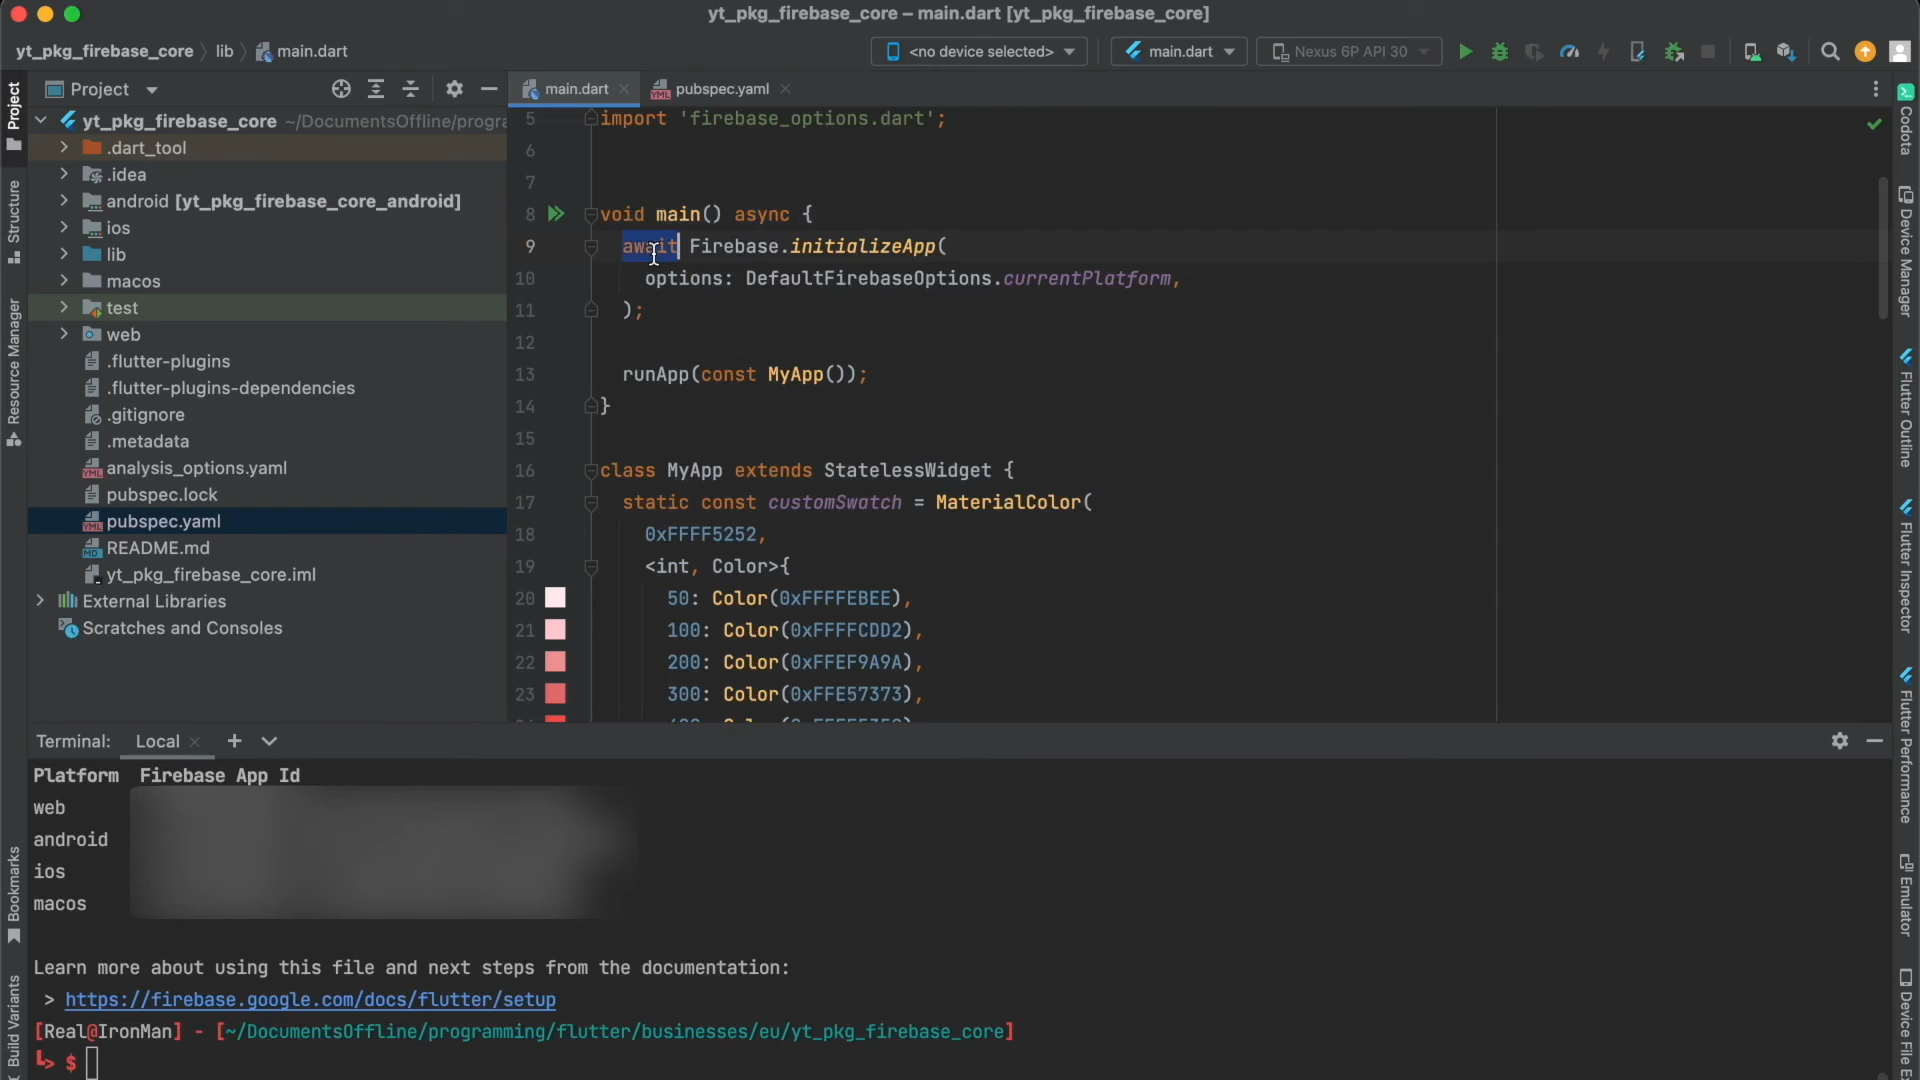 yt_pkg_firebase_core – main.dart [yt_pkg_firebase_core]
yt_pkg_firebase_core
lib
main.dart
<no device selected>
main.dart
Nexus 6P API 30
Project
main.dart
pubspec.yaml
yt_pkg_firebase_core ~/DocumentsOffline/progra
.dart_tool
.idea
android [yt_pkg_firebase_core_android]
ios
lib
macos
test
web
.flutter-plugins
.flutter-plugins-dependencies
.gitignore
.metadata
analysis_options.yaml
pubspec.lock
pubspec.yaml
README.md
yt_pkg_firebase_core.iml
External Libraries
Scratches and Consoles
5 import 'firebase_options.dart';
6
7
8 void main() async {
9 await Firebase.initializeApp(
10 options: DefaultFirebaseOptions.currentPlatform,
11 );
12
13 runApp(const MyApp());
14 }
15
16 class MyApp extends StatelessWidget {
17 static const customSwatch = MaterialColor(
18 0xFFFF5252,
19 <int, Color>{
20 50: Color(0xFFFFEBEE),
21 100: Color(0xFFFFCDD2),
22 200: Color(0xFFEF9A9A),
23 300: Color(0xFFE57373),
Terminal:
Local
Platform Firebase App Id
web
android
ios
macos
Learn more about using this file and next steps from the documentation:
> https://firebase.google.com/docs/flutter/setup
[Real@IronMan] - [~/DocumentsOffline/programming/flutter/businesses/eu/yt_pkg_firebase_core]
$
Project
Structure
Resource Manager
Bookmarks
Build Variants
Codota
Device Manager
Flutter Outline
Flutter Inspector
Flutter Performance
Emulator
Device File Ex